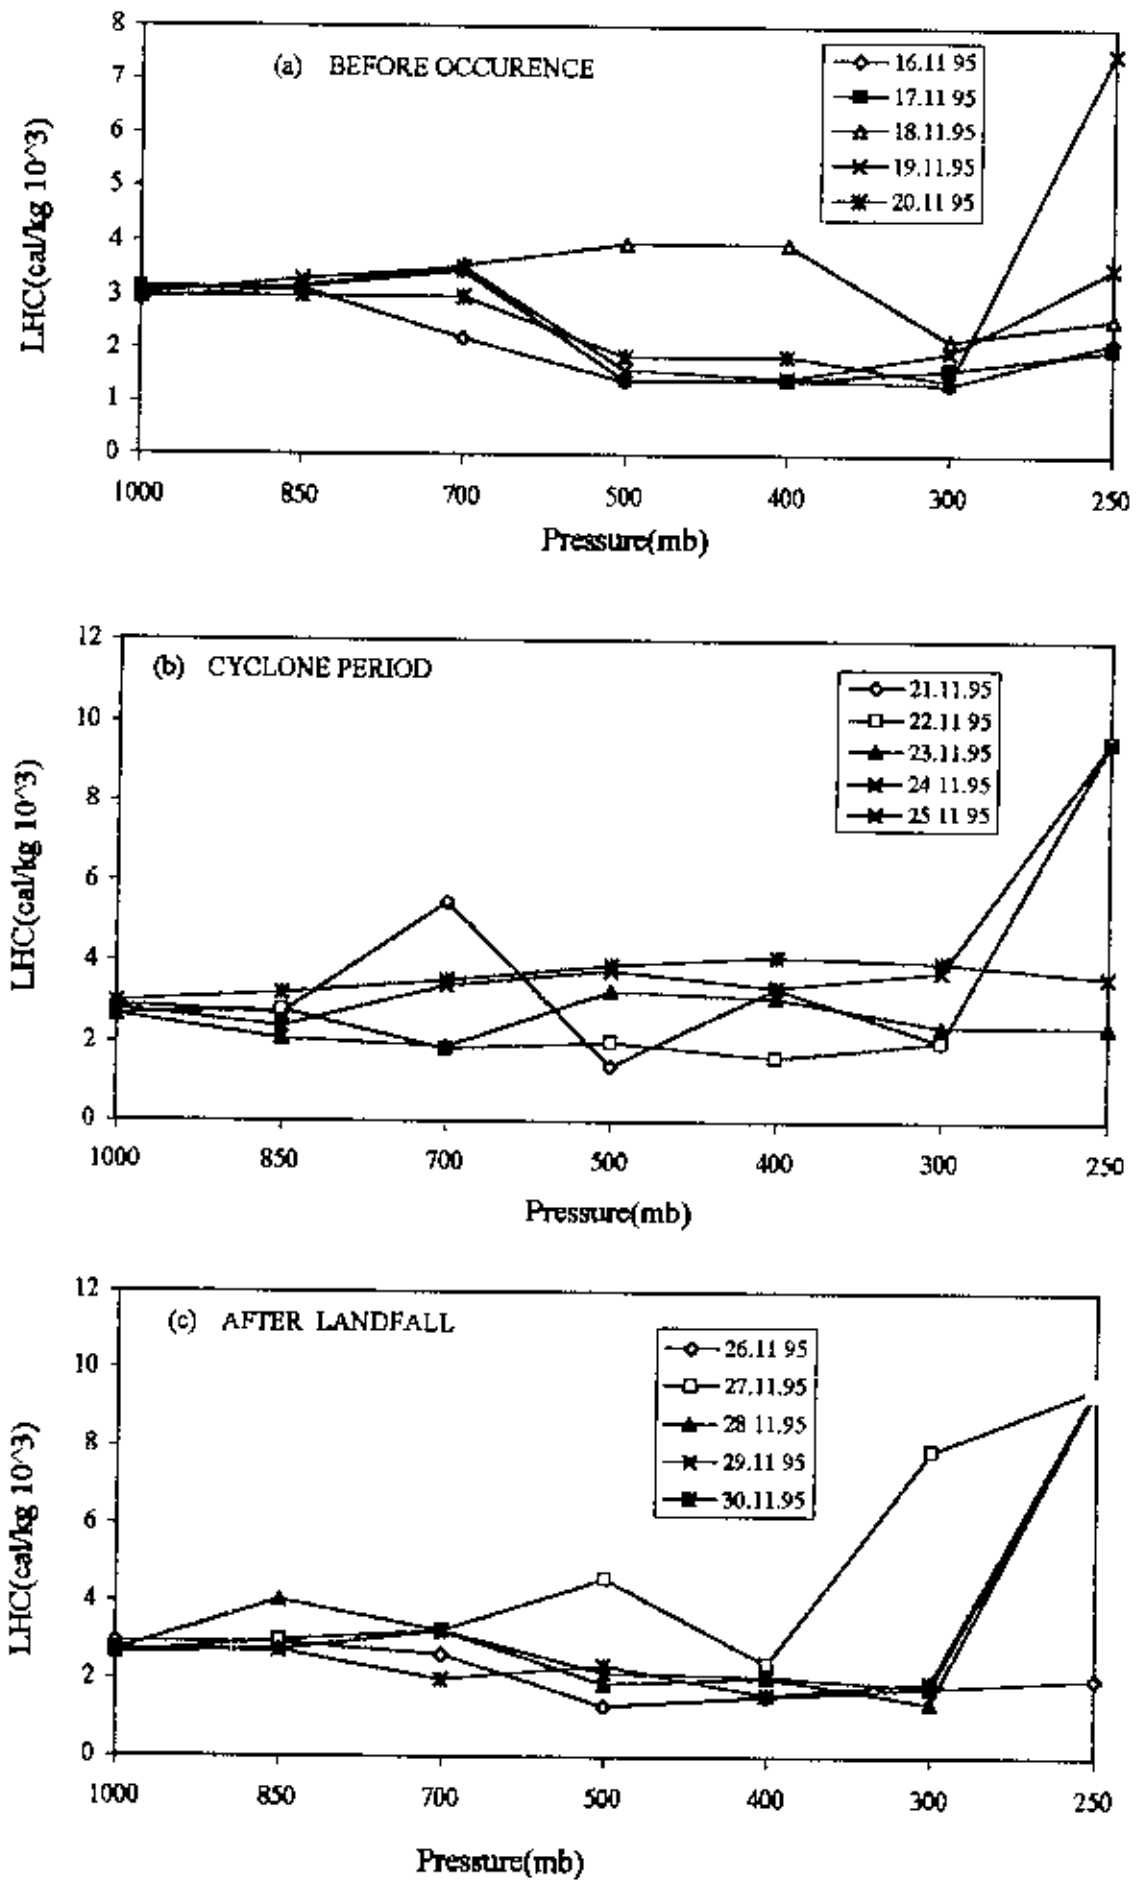 (a) BEFORE OCCURENCE
LHC(cal/kg 10^3)
8
7
6
5
4
3
2
1
0
16.11 95
17.11 95
18.11.95
19.11.95
20.11 95
1000 850 700 500 400 300 250
Pressure(mb)
(b) CYCLONE PERIOD
LHC(cal/kg 10^3)
12
10
8
6
4
2
0
21.11.95
22.11 95
23.11.95
24 11.95
25 11 95
1000 850 700 500 400 300 250
Pressure(mb)
(c) AFTER LANDFALL
LHC(cal/kg 10^3)
12
10
8
6
4
2
0
26.11 95
27.11.95
28 11.95
29.11 95
30.11.95
1000 850 700 500 400 300 250
Pressure(mb)